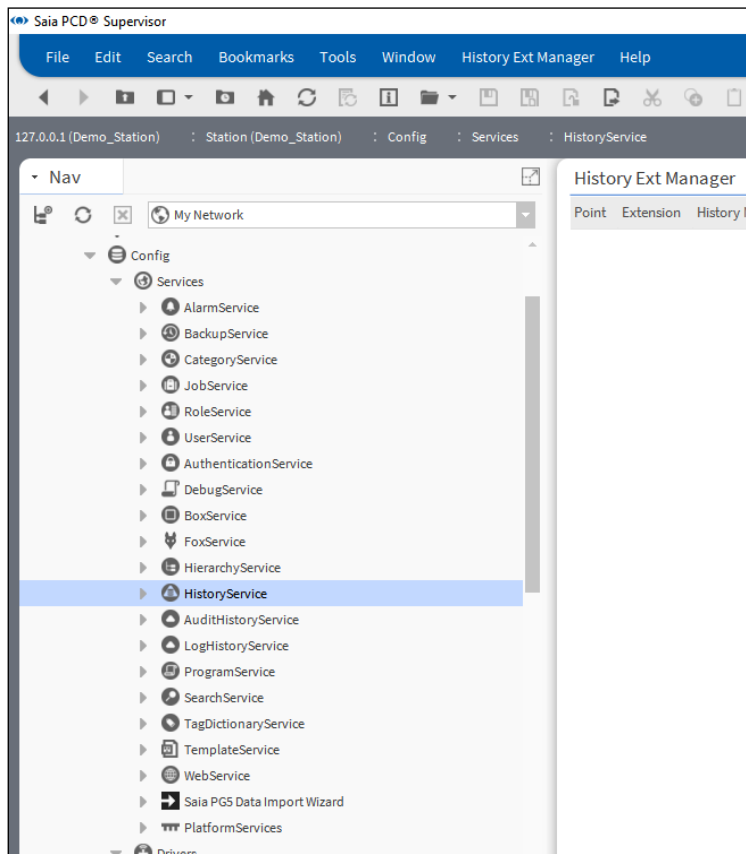 Saia PCD® Supervisor
File Edit Search Bookmarks Tools Window History Ext Manager Help
127.0.0.1 (Demo_Station) : Station (Demo_Station) : Config : Services : HistoryService
Nav
History Ext Manager
My Network
Point Extension History
Config
Services
AlarmService
BackupService
CategoryService
JobService
RoleService
UserService
AuthenticationService
DebugService
BoxService
FoxService
HierarchyService
HistoryService
AuditHistoryService
LogHistoryService
ProgramService
SearchService
TagDictionaryService
TemplateService
WebService
Saia PG5 Data Import Wizard
PlatformServices
Drivers